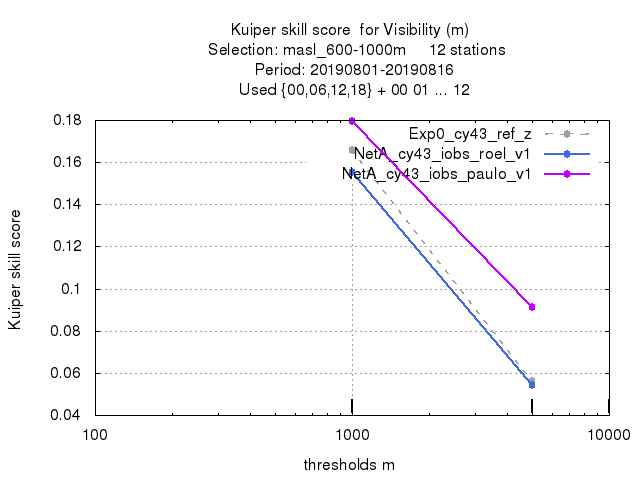 Kuiper skill score  for Visibility (m)
Selection: masl_600-1000m     12 stations
Period: 20190801-20190816
Used {00,06,12,18} + 00 01 ... 12
Exp0_cy43_ref_z
NetA_cy43_iobs_roel_v1
NetA_cy43_iobs_paulo_v1
Kuiper skill score
0.18
0.16
0.14
0.12
0.1
0.08
0.06
0.04
100
1000
10000
thresholds m